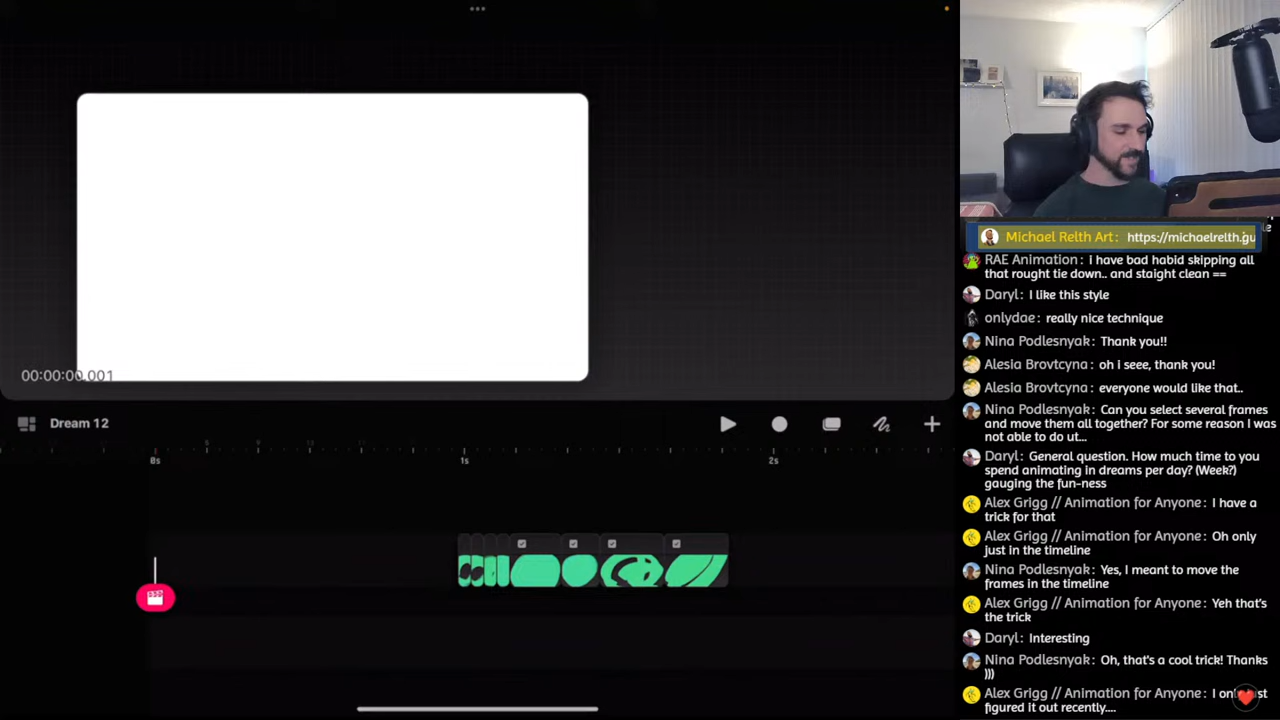 00:00:00.001
Dream 12
8
9
10
11
0s
1s
2s
Michael Relth Art: https://michaelrelth.gu
RAE Animation: i have bad habid skipping all
that rought tie down.. and staight clean ==
Daryl: I like this style
onlydae: really nice technique
Nina Podlesnyak: Thank you!!
Alesia Brovtcyna: oh i seee, thank you!
Alesia Brovtcyna: everyone would like that..
Nina Podlesnyak: Can you select several frames
and move them all together? For some reason I was
not able to do ut...
Daryl: General question. How much time to you
spend animating in dreams per day? (Week?)
gauging the fun-ness
Alex Grigg // Animation for Anyone: I have a
trick for that
Alex Grigg // Animation for Anyone: Oh only
just in the timeline
Nina Podlesnyak: Yes, I meant to move the
frames in the timeline
Alex Grigg // Animation for Anyone: Yeh that's
the trick
Daryl: Interesting
Nina Podlesnyak: Oh, that's a cool trick! Thanks
)))
Alex Grigg // Animation for Anyone: I only just
figured it out recently....